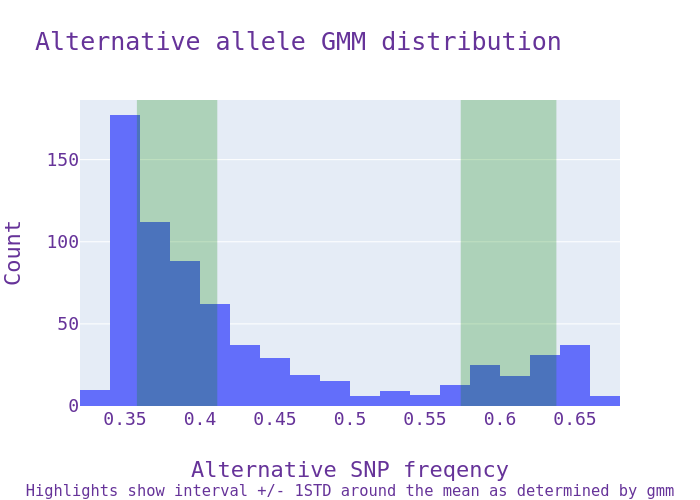 Alternative allele GMM distribution
150
100
50
0
Count
0.35 0.4 0.45 0.5 0.55 0.6 0.65
Alternative SNP freqency
Highlights show interval +/- 1STD around the mean as determined by gmm